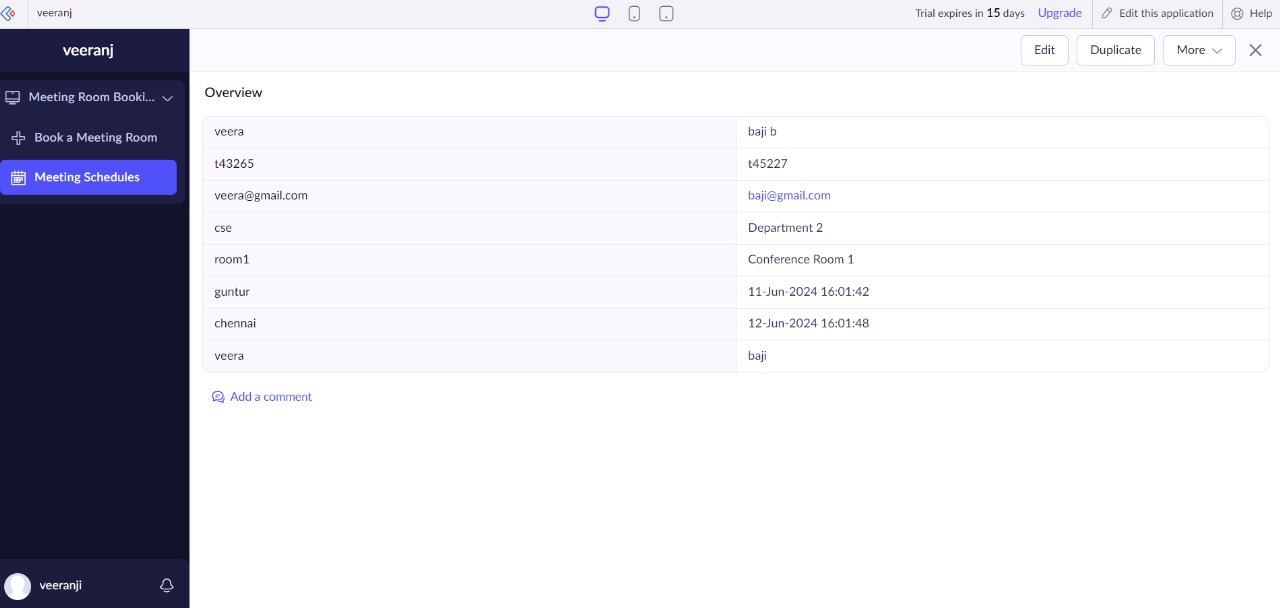 veeranj
Trial expires in 15 days Upgrade Edit this application Help
veeranj
Edit Duplicate More
Meeting Room Booki...
Book a Meeting Room
Meeting Schedules
Overview
veera baji b
t43265 t45227
veera@gmail.com baji@gmail.com
cse Department 2
room1 Conference Room 1
guntur 11-Jun-2024 16:01:42
chennai 12-Jun-2024 16:01:48
veera baji
Add a comment
veeranji